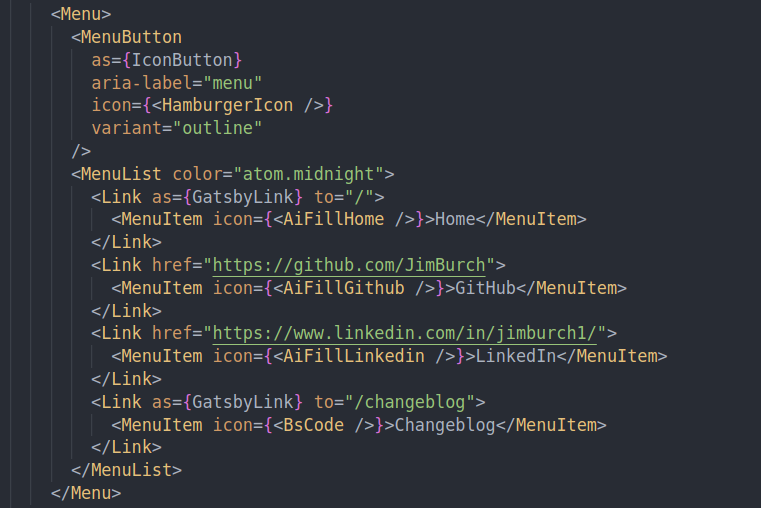 <Menu>
<MenuButton
as={IconButton}
aria-label="menu"
icon={<HamburgerIcon />}
variant="outline"
/>
<MenuList color="atom.midnight">
<Link as={GatsbyLink} to="/">
<MenuItem icon={<AiFillHome />}>Home</MenuItem>
</Link>
<Link href="https://github.com/JimBurch">
<MenuItem icon={<AiFillGithub />}>GitHub</MenuItem>
</Link>
<Link href="https://www.linkedin.com/in/jimburch1/">
<MenuItem icon={<AiFillLinkedin />}>LinkedIn</MenuItem>
</Link>
<Link as={GatsbyLink} to="/changeblog">
<MenuItem icon={<BsCode />}>Changeblog</MenuItem>
</Link>
</MenuList>
</Menu>